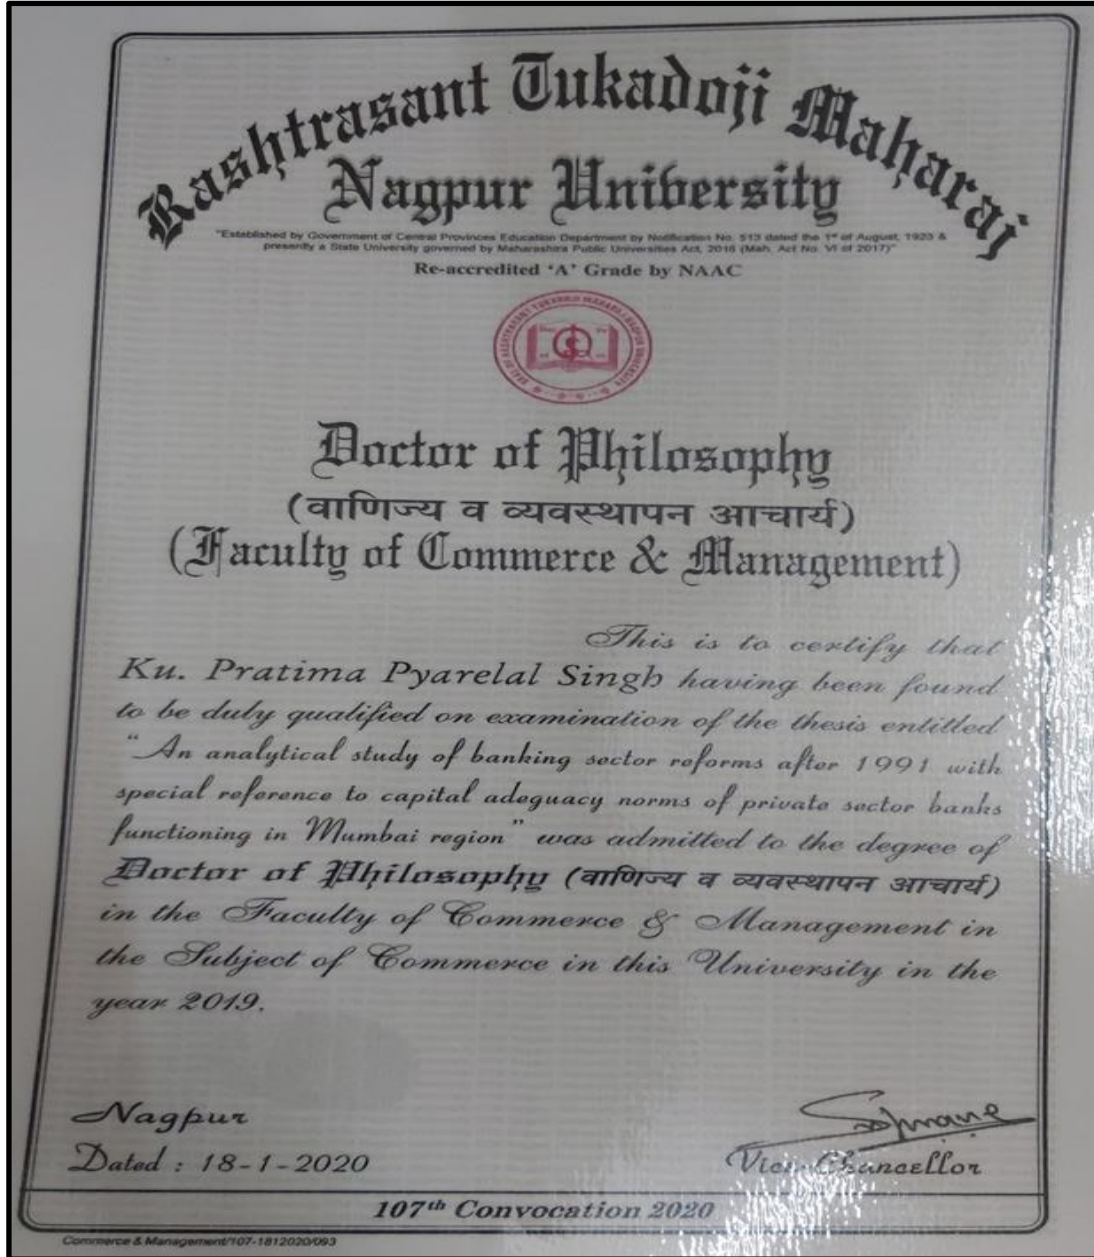 Rashtrasant Tukadoji Maharaj
Nagpur University
"Established by Government of Central Provinces Education Department by Notification No. 513 dated the 1st of August, 1923 &
presently a State University governed by Maharashtra Public Universities Act, 2016 (Mah. Act No. VI of 2017)"
Re-accredited 'A' Grade by NAAC
Doctor of Philosophy
(वाणिज्य व व्यवस्थापन आचार्य)
(Faculty of Commerce & Management)
This is to certify that
Ku. Pratima Pyarelal Singh having been found
to be duly qualified on examination of the thesis entitled
"An analytical study of banking sector reforms after 1991 with
special reference to capital adequacy norms of private sector banks
functioning in Mumbai region" was admitted to the degree of
Doctor of Philosophy (वाणिज्य व व्यवस्थापन आचार्य)
in the Faculty of Commerce & Management in
the Subject of Commerce in this University in the
year 2019.
Nagpur
Dated : 18-1-2020
Vice-Chancellor
107th Convocation 2020
Commerce & Management/107-1812020/093